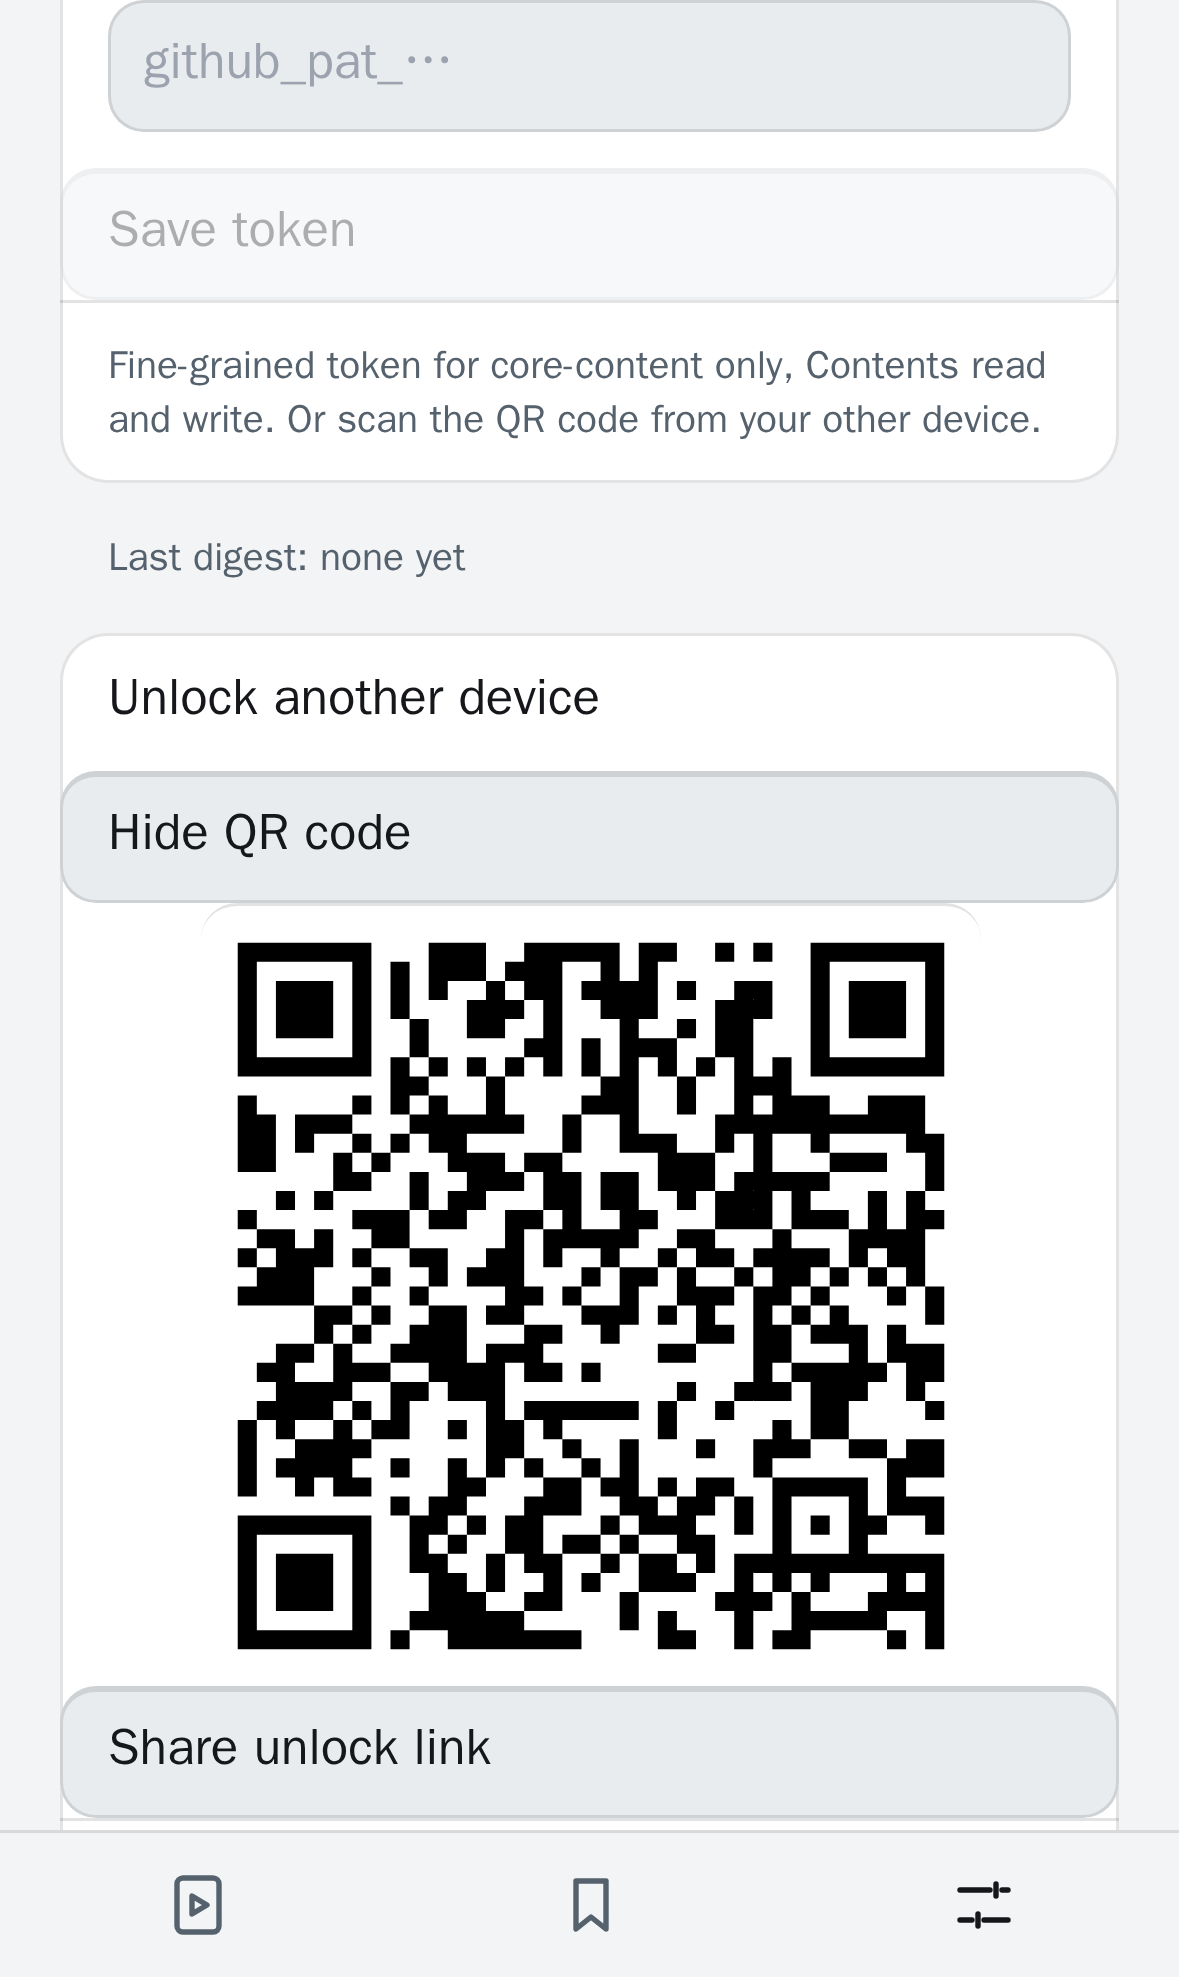 github_pat_···
Save token
Fine-grained token for core-content only, Contents read
and write. Or scan the QR code from your other device.
Last digest: none yet
Unlock another device
Hide QR code
Share unlock link